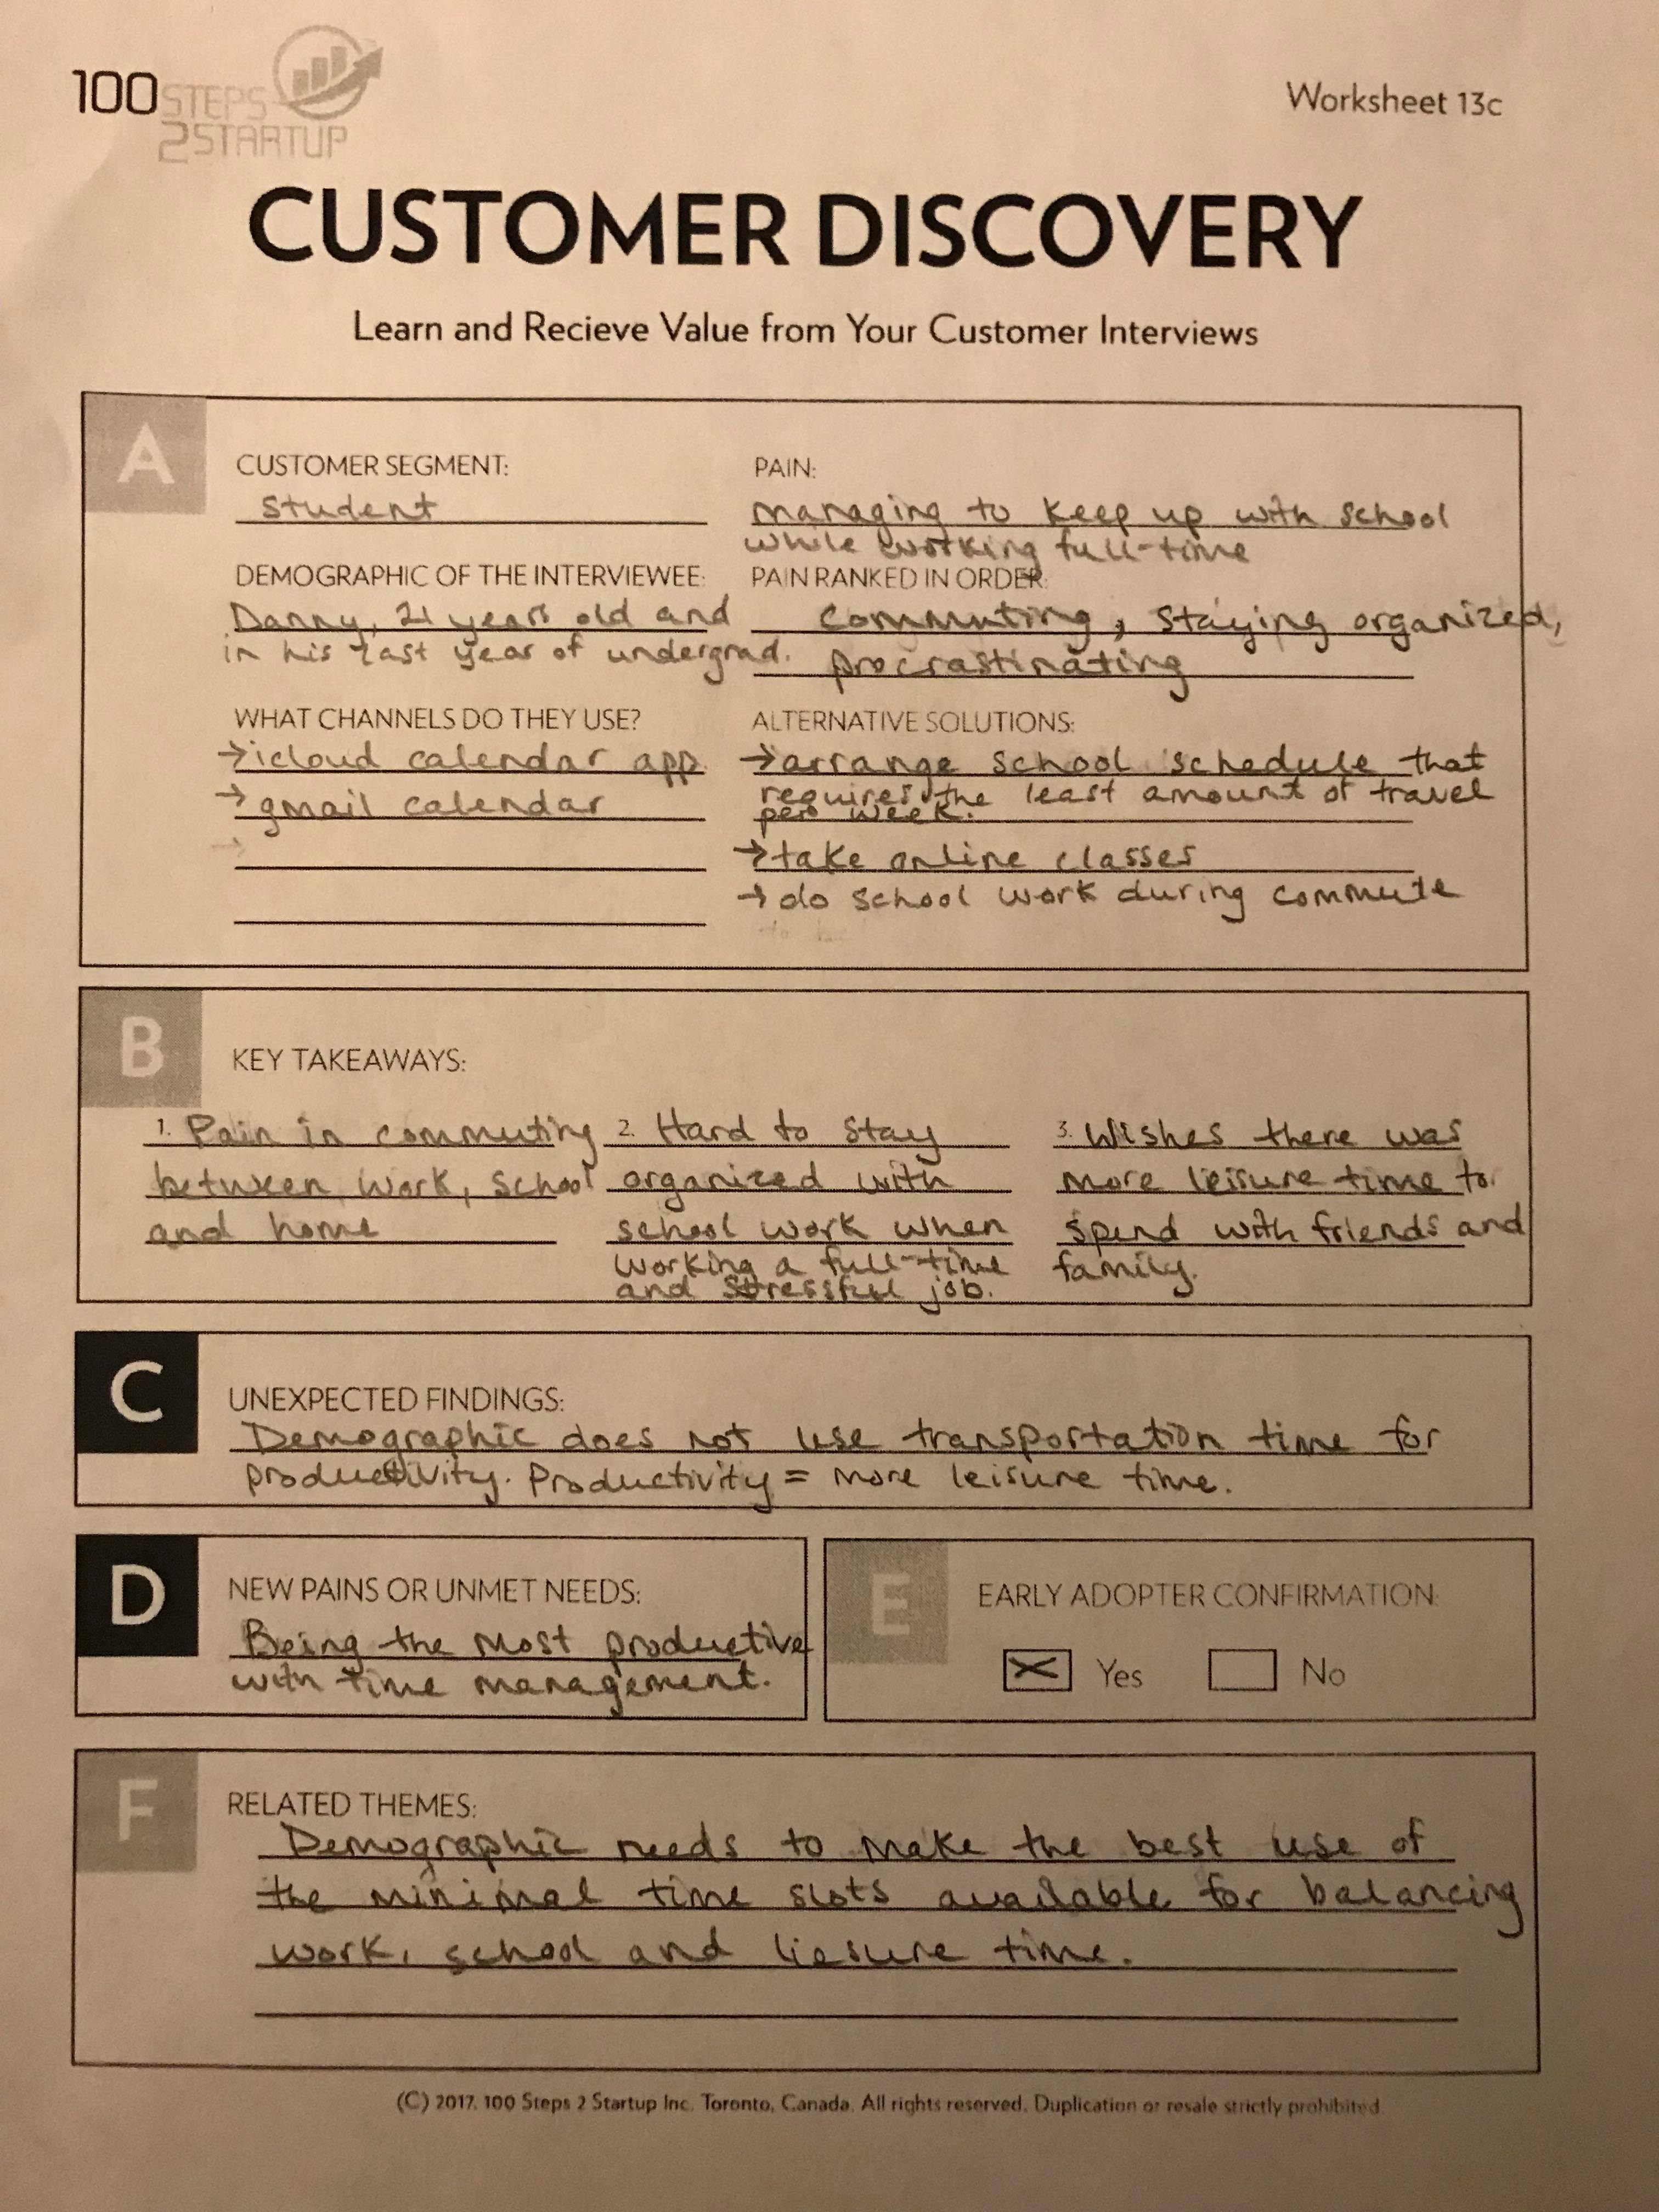 100 STEPS
2STARTUP
Worksheet 13c
CUSTOMER DISCOVERY
Learn and Recieve Value from Your Customer Interviews
A
CUSTOMER SEGMENT:
student
DEMOGRAPHIC OF THE INTERVIEWEE:
Danny, 21 years old and
in his last year of undergrad.
WHAT CHANNELS DO THEY USE?
→icloud calendar app
→gmail calendar
→
PAIN:
managing to keep up with school
while working full-time
PAIN RANKED IN ORDER:
commuting, staying organized,
procrastinating
ALTERNATIVE SOLUTIONS:
→arrange school schedule that
requires the least amount of travel
per week.
→take online classes
→do school work during commute
B
KEY TAKEAWAYS:
1. Pain in commuting
between work, school
and home
2. Hard to stay
organized with
school work when
working a full-time
and stressful job.
3. Wishes there was
more leisure time to
spend with friends and
family.
C
UNEXPECTED FINDINGS:
Demographic does not use transportation time for
productivity. Productivity = more leisure time.
D
NEW PAINS OR UNMET NEEDS:
Being the most productive
with time management.
E
EARLY ADOPTER CONFIRMATION:
Yes No
F
RELATED THEMES:
Demographic needs to make the best use of
the minimal time slots available for balancing
work, school and liesure time.
(C) 2017. 100 Steps 2 Startup Inc. Toronto, Canada. All rights reserved. Duplication or resale strictly prohibited.